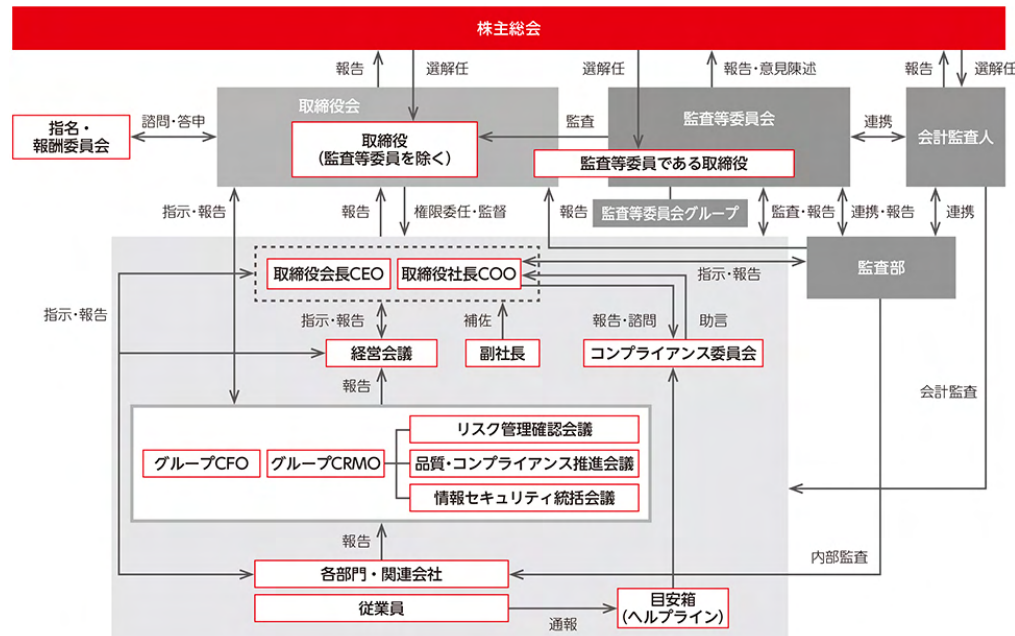 株主総会
報告
選解任
選解任
報告・意見陳述
報告
選解任
取締役会
監査等委員会
会計監査人
指名・
報酬委員会
諮問・答申
取締役
(監査等委員を除く)
監査
監査等委員である取締役
連携
指示・報告
報告
権限委任・監督
報告
監査等委員会グループ
監査・報告
連携・報告
連携
取締役会長CEO
取締役社長COO
指示・報告
監査部
指示・報告
指示・報告
補佐
報告・諮問
助言
経営会議
副社長
コンプライアンス委員会
報告
会計監査
グループCFO
グループCRMO
リスク管理確認会議
品質・コンプライアンス推進会議
情報セキュリティ統括会議
報告
内部監査
各部門・関連会社
従業員
通報
目安箱
(ヘルプライン)